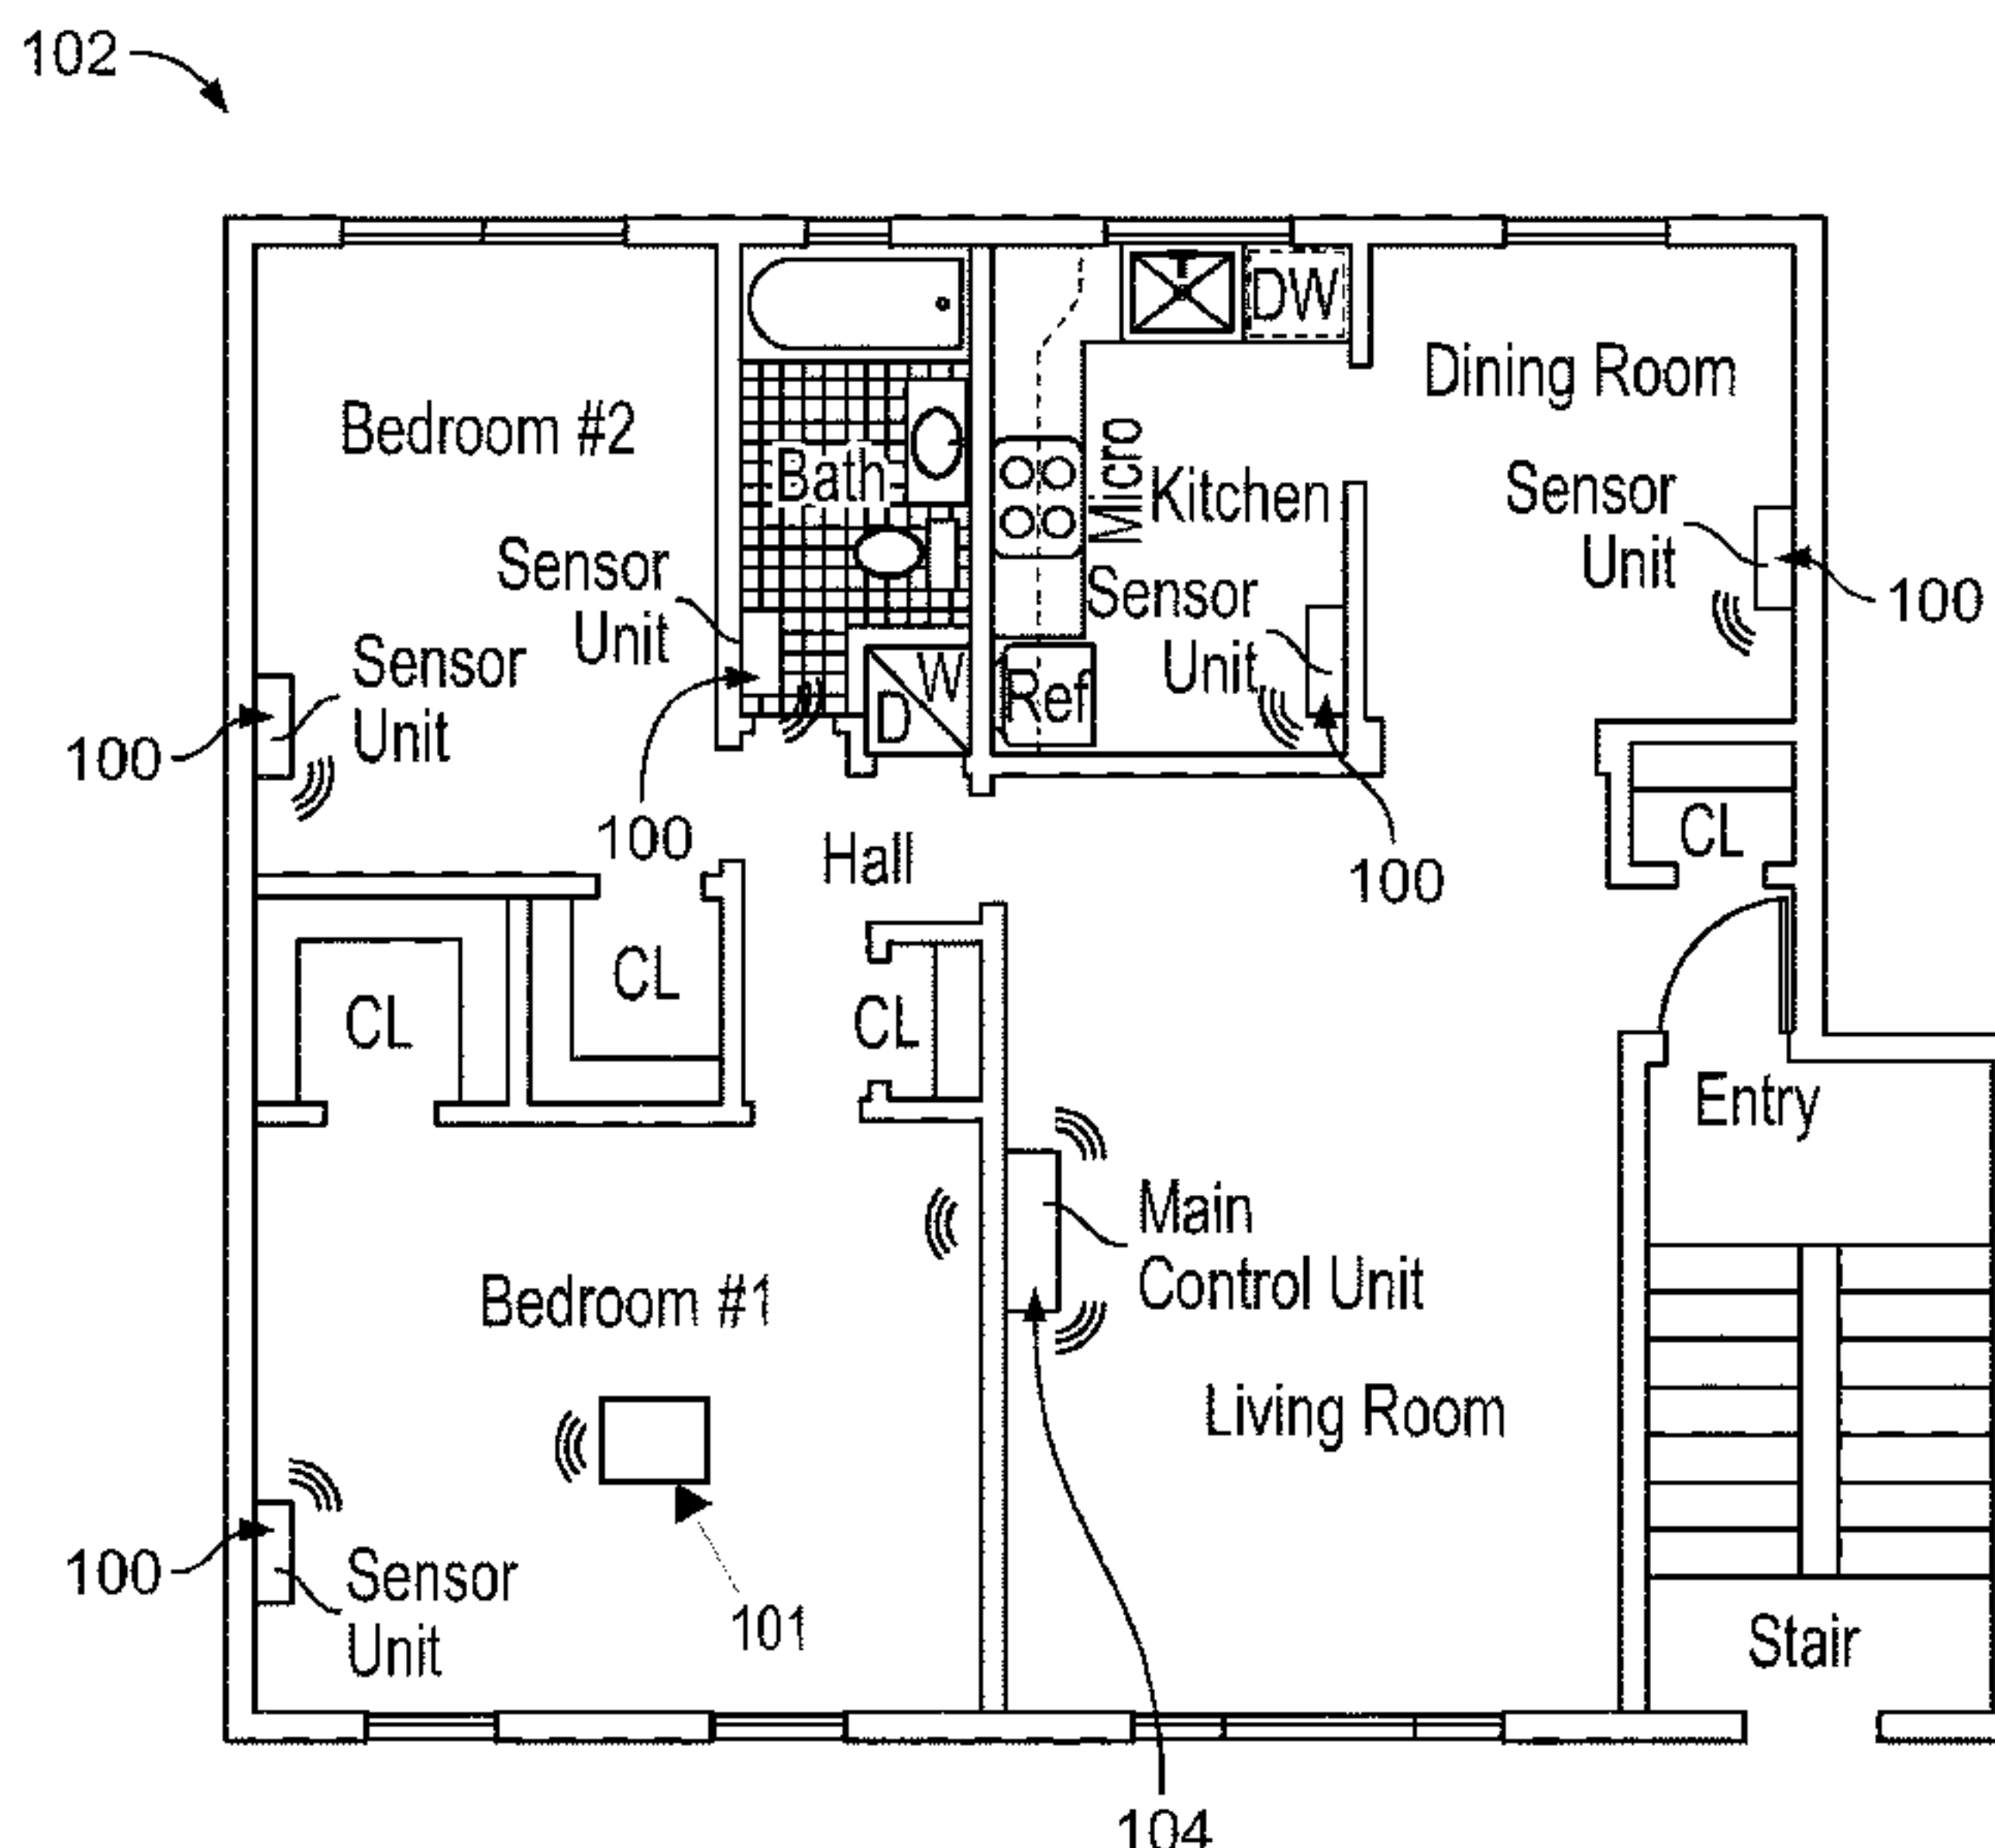 102
DW
Dining Room
Bedroom #2
Bath
Micro
Kitchen
Sensor
Unit
100
Sensor
Unit
Sensor
Unit
Sensor
Unit
W
D
Ref
100
100
Hall
100
CL
CL
CL
CL
Entry
Main
Control Unit
Bedroom #1
Living Room
100
Sensor
Unit
101
Stair
104